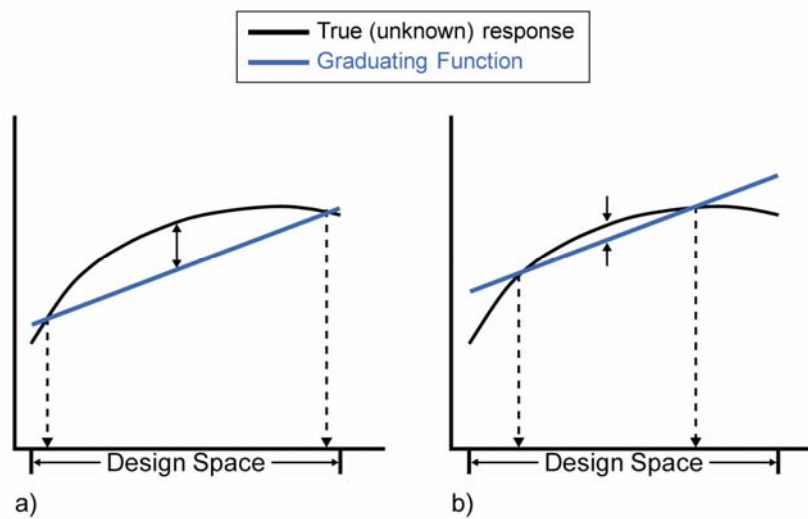 True (unknown) response
Graduating Function
Design Space
Design Space
a)
b)